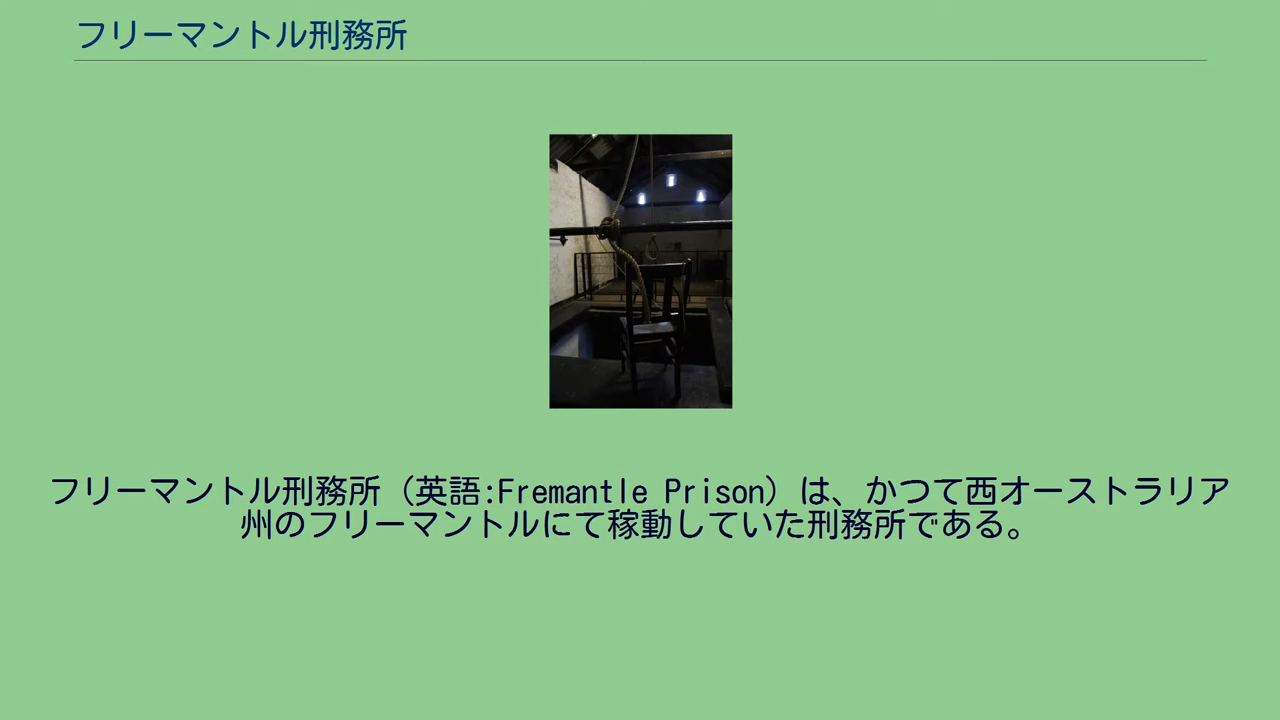 フリーマントル刑務所
フリーマントル刑務所（英語:Fremantle Prison）は、かつて西オーストラリア
州のフリーマントルにて稼動していた刑務所である。